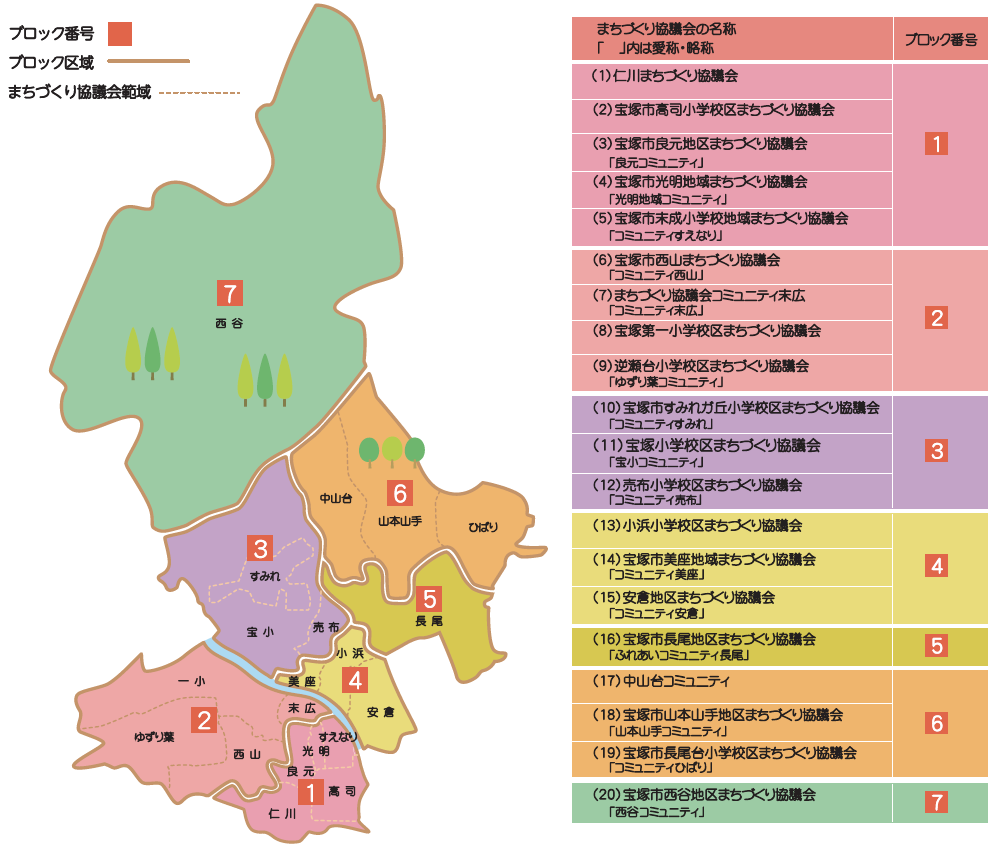 ブロック番号
ブロック区域
まちづくり協議会範域
7
西谷
中山台
6
山本山手
ひばり
3
すみれ
宝小
売布
5
長尾
小浜
美座
4
安倉
一小
末広
2
ゆずり葉
西山
すえなり
光明
良元
1
高司
仁川
まちづくり協議会の名称
「　」内は愛称・略称
ブロック番号
(1)仁川まちづくり協議会
(2)宝塚市高司小学校区まちづくり協議会
(3)宝塚市良元地区まちづくり協議会
「良元コミュニティ」
(4)宝塚市光明地域まちづくり協議会
「光明地域コミュニティ」
(5)宝塚市末成小学校地域まちづくり協議会
「コミュニティすえなり」
1
(6)宝塚市西山まちづくり協議会
「コミュニティ西山」
(7)まちづくり協議会コミュニティ末広
「コミュニティ末広」
(8)宝塚第一小学校区まちづくり協議会
(9)逆瀬台小学校区まちづくり協議会
「ゆずり葉コミュニティ」
2
(10)宝塚市すみれガ丘小学校区まちづくり協議会
「コミュニティすみれ」
(11)宝塚小学校区まちづくり協議会
「宝小コミュニティ」
(12)売布小学校区まちづくり協議会
「コミュニティ売布」
3
(13)小浜小学校区まちづくり協議会
(14)宝塚市美座地域まちづくり協議会
「コミュニティ美座」
(15)安倉地区まちづくり協議会
「コミュニティ安倉」
4
(16)宝塚市長尾地区まちづくり協議会
「ふれあいコミュニティ長尾」
5
(17)中山台コミュニティ
(18)宝塚市山本山手地区まちづくり協議会
「山本山手コミュニティ」
(19)宝塚市長尾台小学校区まちづくり協議会
「コミュニティひばり」
6
(20)宝塚市西谷地区まちづくり協議会
「西谷コミュニティ」
7